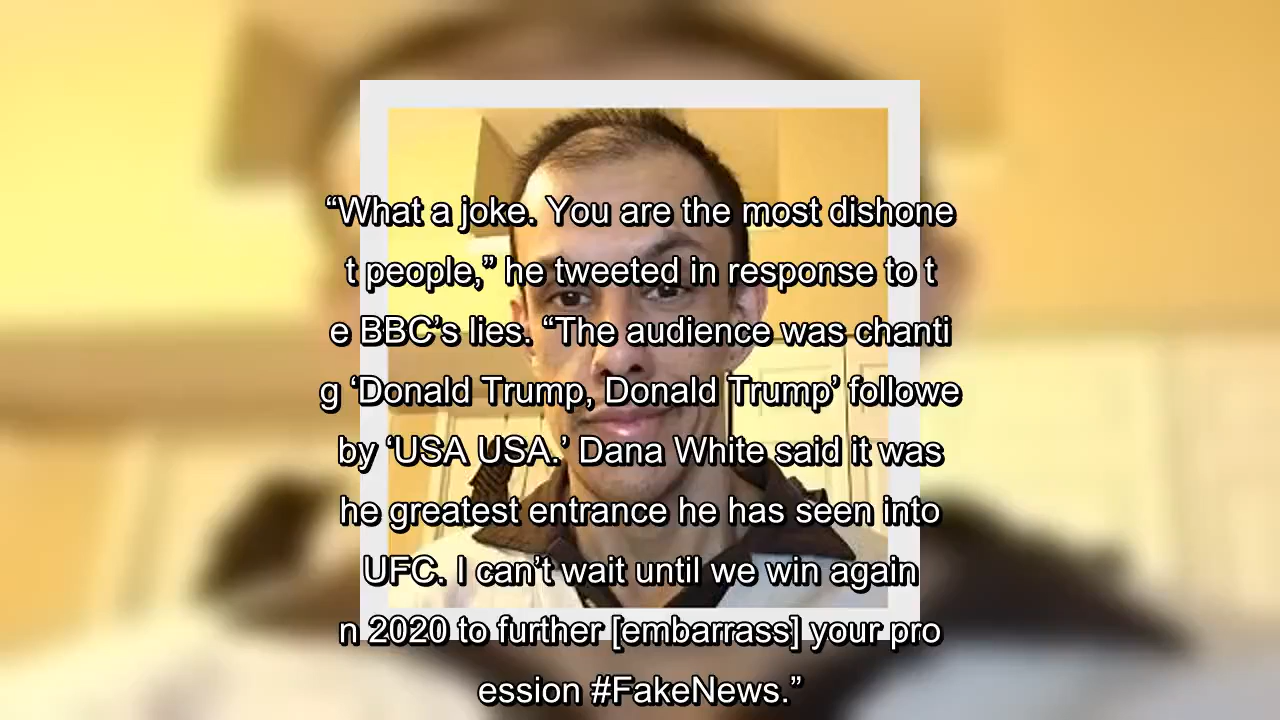 “What a joke. You are the most dishone
t people,” he tweeted in response to t
e BBC’s lies. “The audience was chanti
g ‘Donald Trump, Donald Trump’ followe
by ‘USA USA.’ Dana White said it was
he greatest entrance he has seen into
UFC. I can’t wait until we win again
n 2020 to further [embarrass] your pro
ession #FakeNews.”